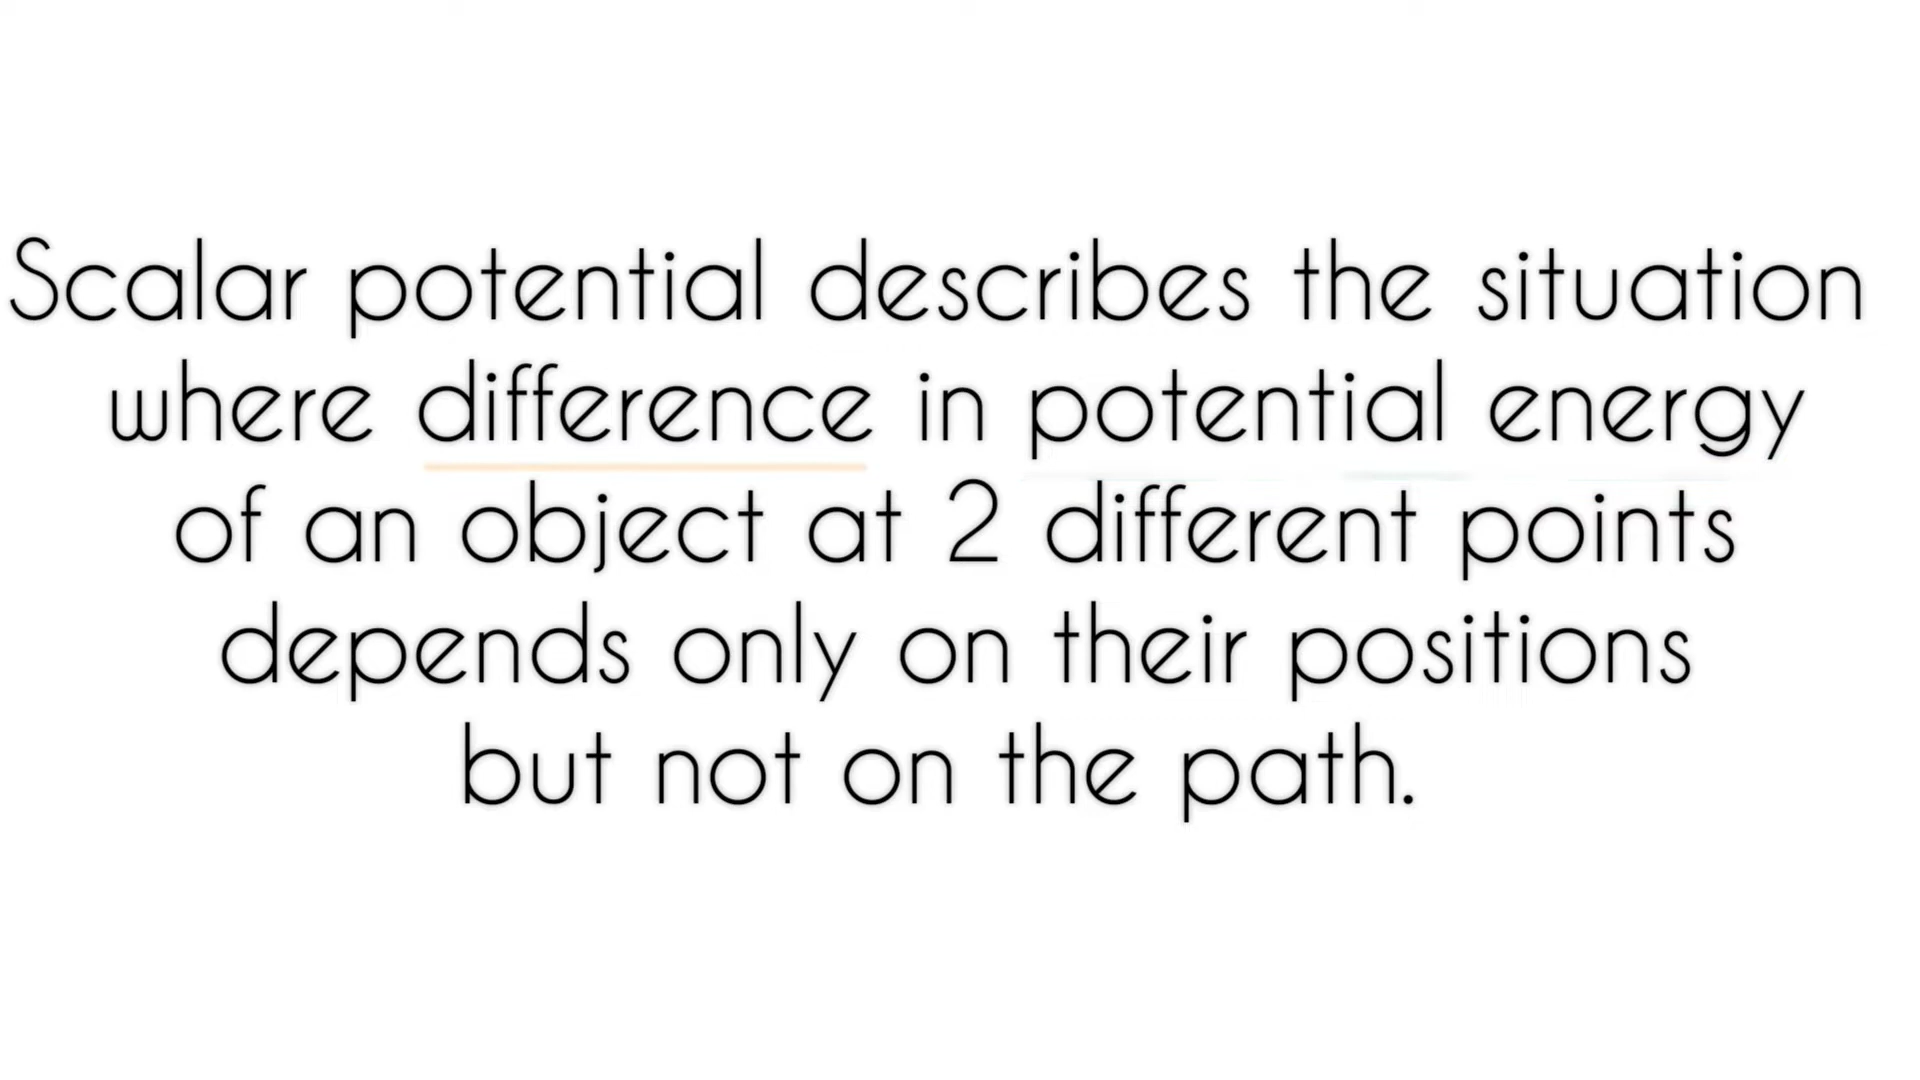 Scalar potential describes the situation
where difference in potential energy
of an object at 2 different points
depends only on their positions
but not on the path.